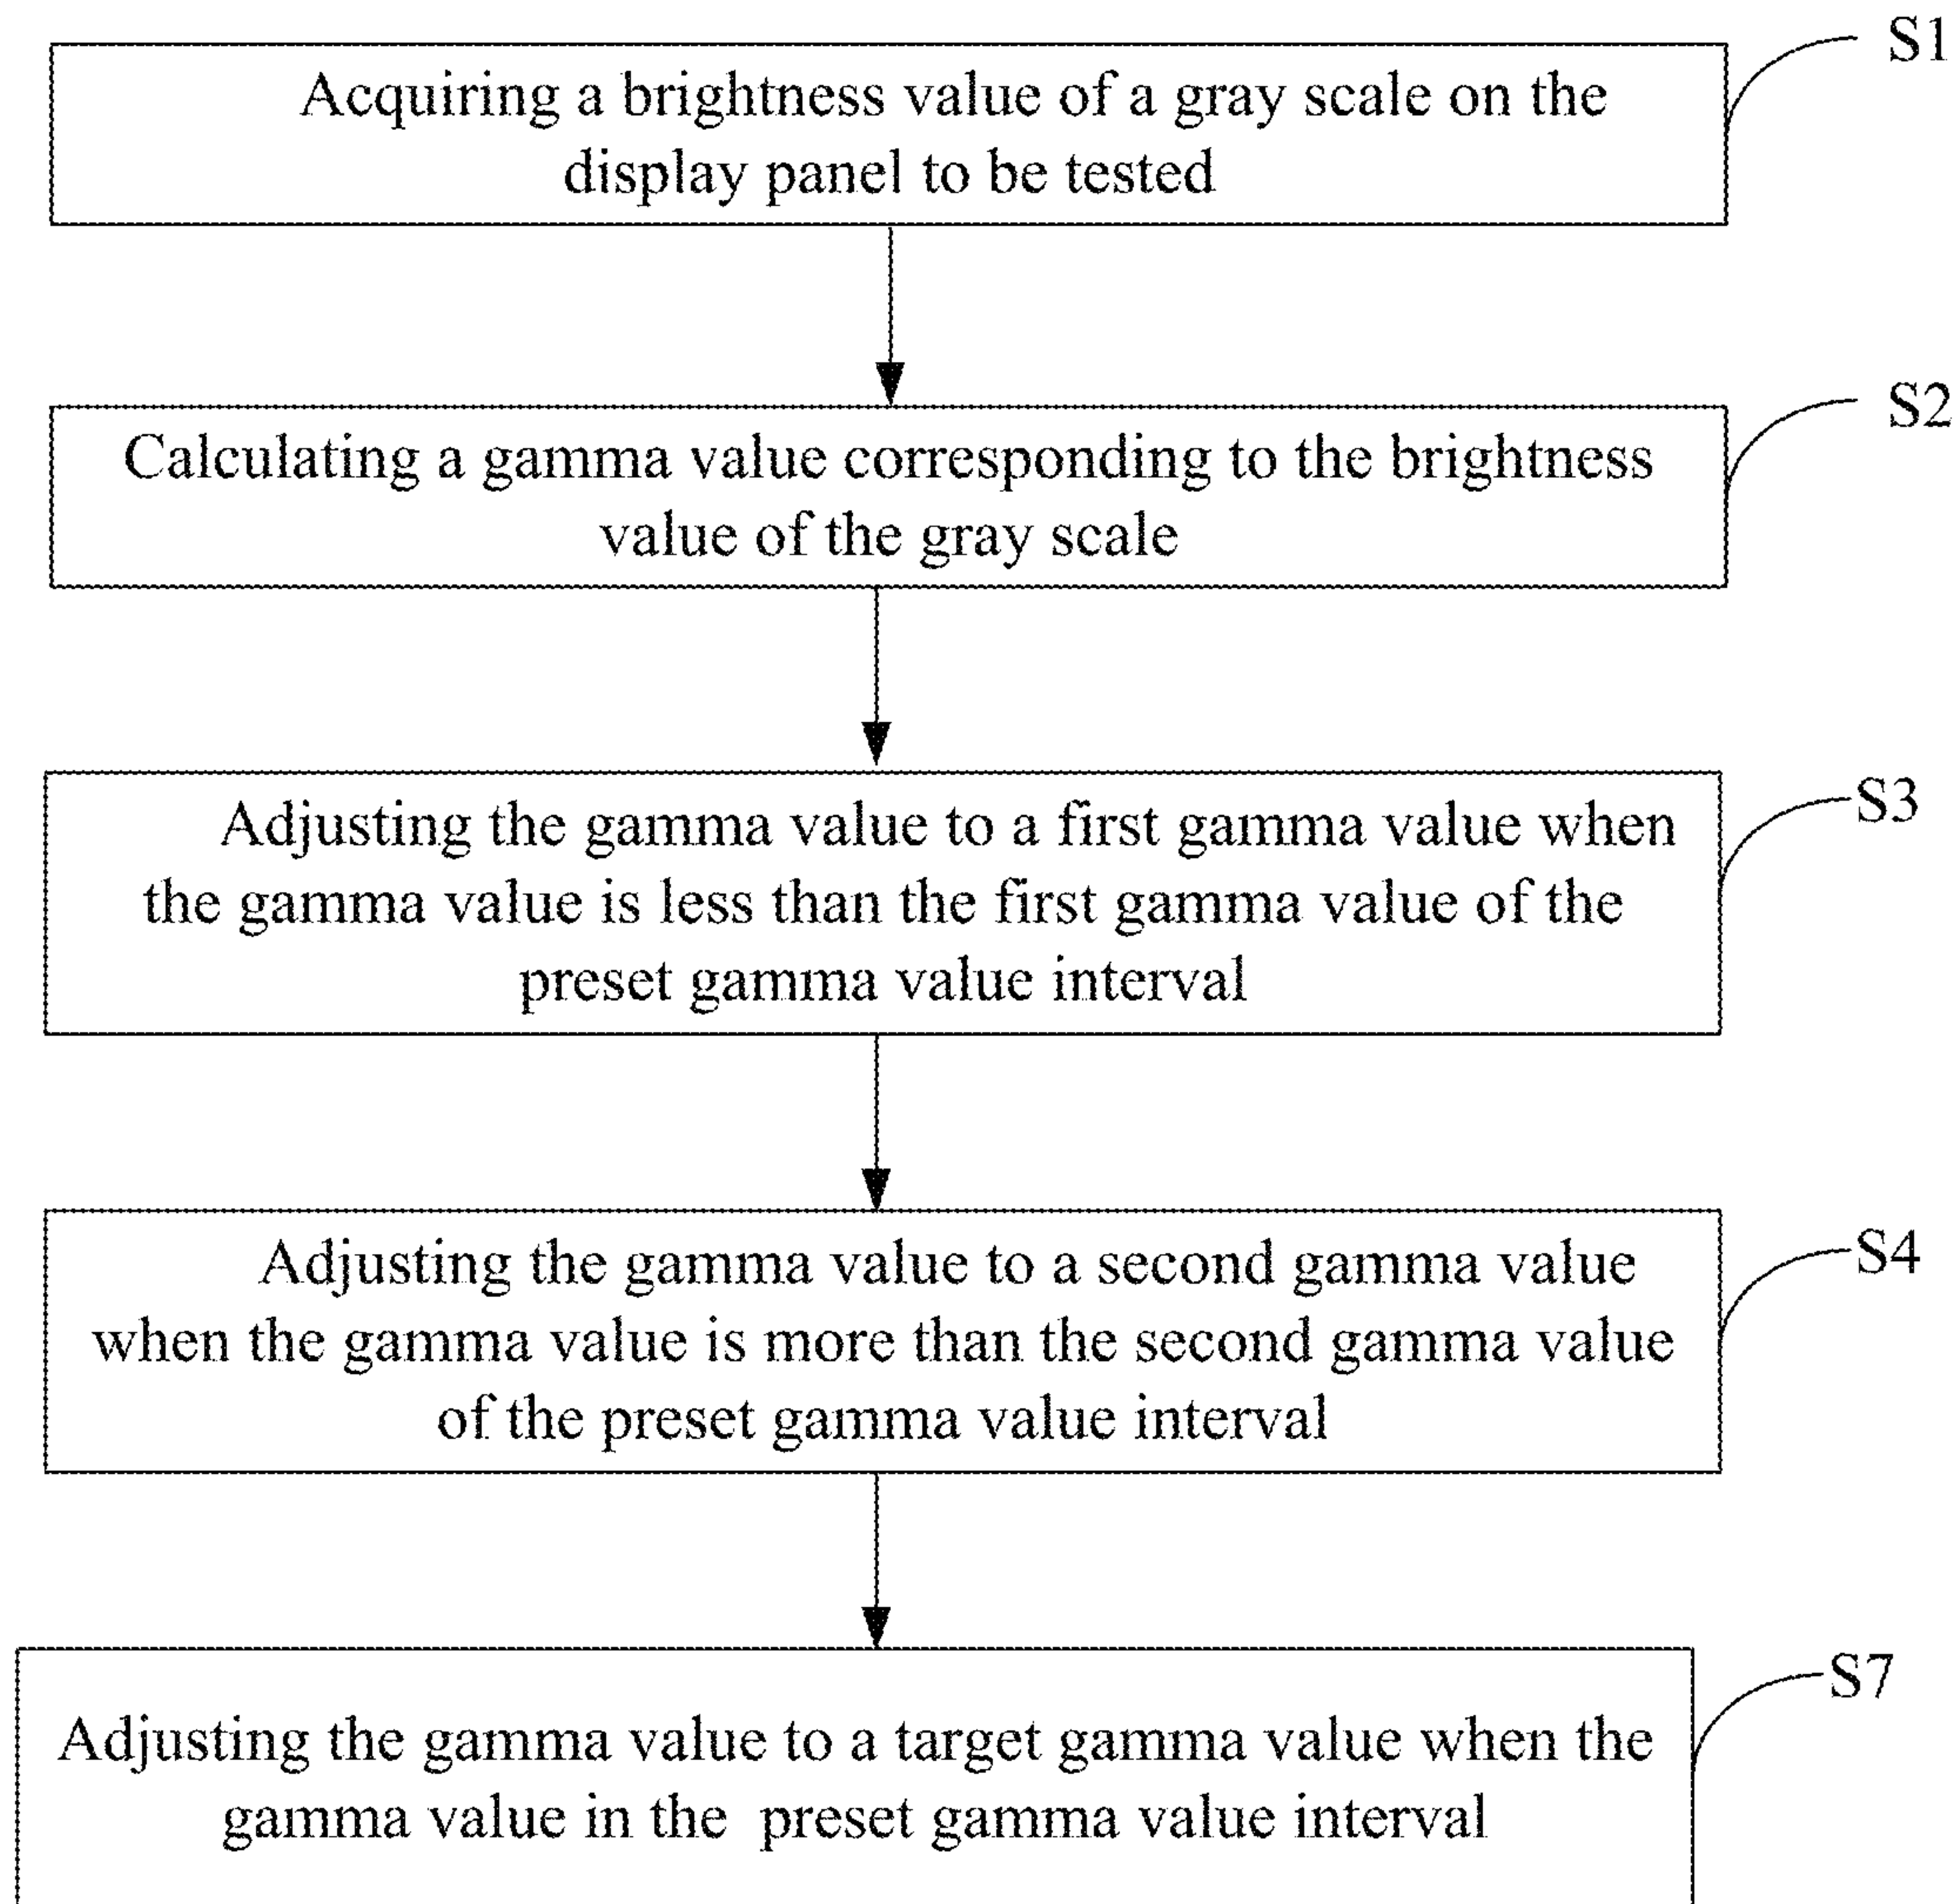 S1
Acquiring a brightness value of a gray scale on the
display panel to be tested
S2
Calculating a gamma value corresponding to the brightness
value of the gray scale
S3
Adjusting the gamma value to a first gamma value when
the gamma value is less than the first gamma value of the
preset gamma value interval
S4
Adjusting the gamma value to a second gamma value
when the gamma value is more than the second gamma value
of the preset gamma value interval
S7
Adjusting the gamma value to a target gamma value when the
gamma value in the preset gamma value interval